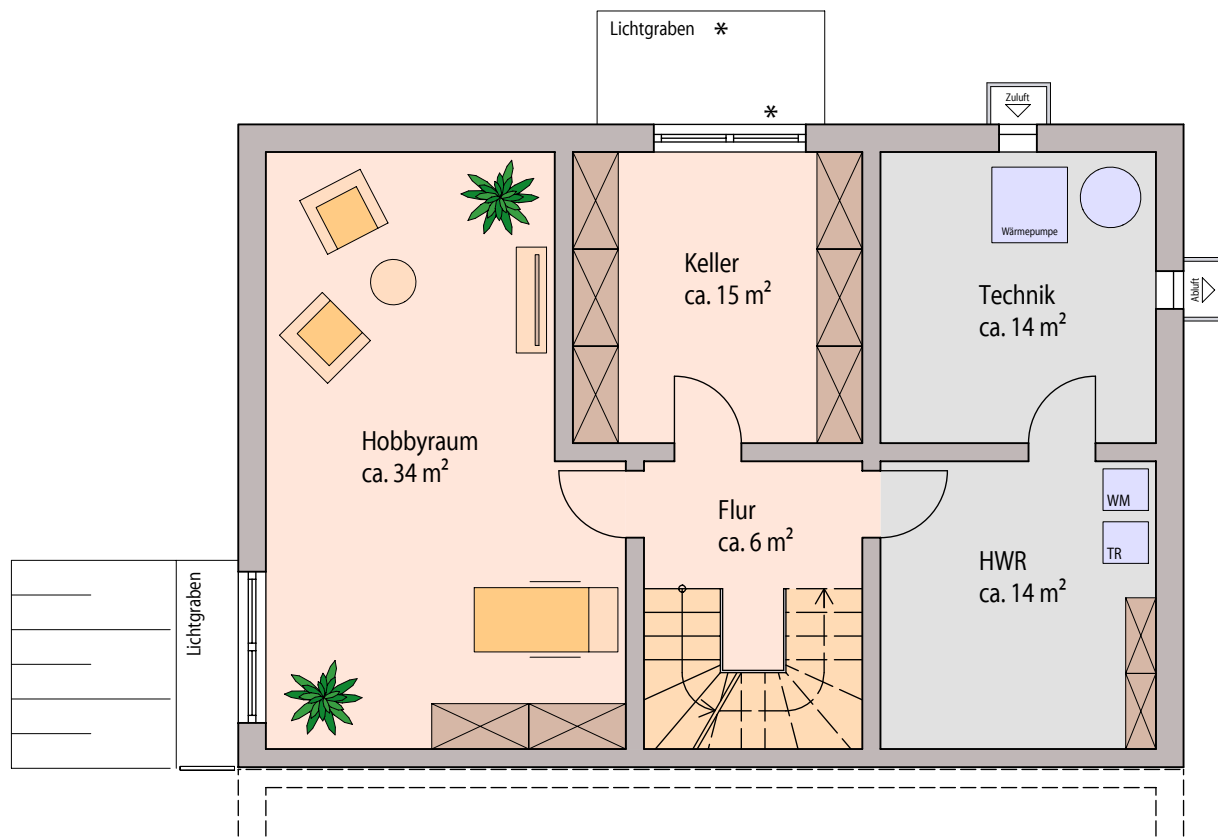 Lichtgraben *
*
Zuluft
Wärmepumpe
Keller
ca. 15 m²
Technik
ca. 14 m²
Abluft
Hobbyraum
ca. 34 m²
Flur
ca. 6 m²
WM
TR
HWR
ca. 14 m²
Lichtgraben